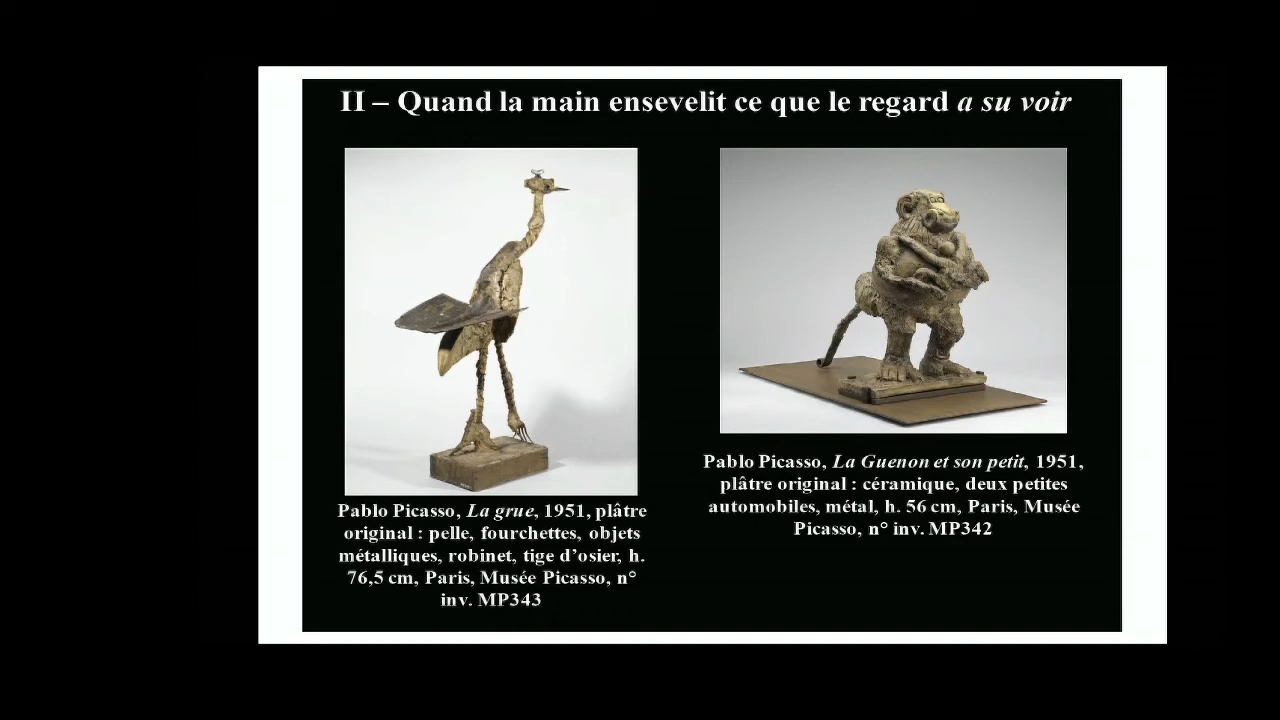 II – Quand la main ensevelit ce que le regard a su voir
Pablo Picasso, La grue, 1951, plâtre
original : pelle, fourchettes, objets
métalliques, robinet, tige d’osier, h.
76,5 cm, Paris, Musée Picasso, n°
inv. MP343
Pablo Picasso, La Guenon et son petit, 1951,
plâtre original : céramique, deux petites
automobiles, métal, h. 56 cm, Paris, Musée
Picasso, n° inv. MP342